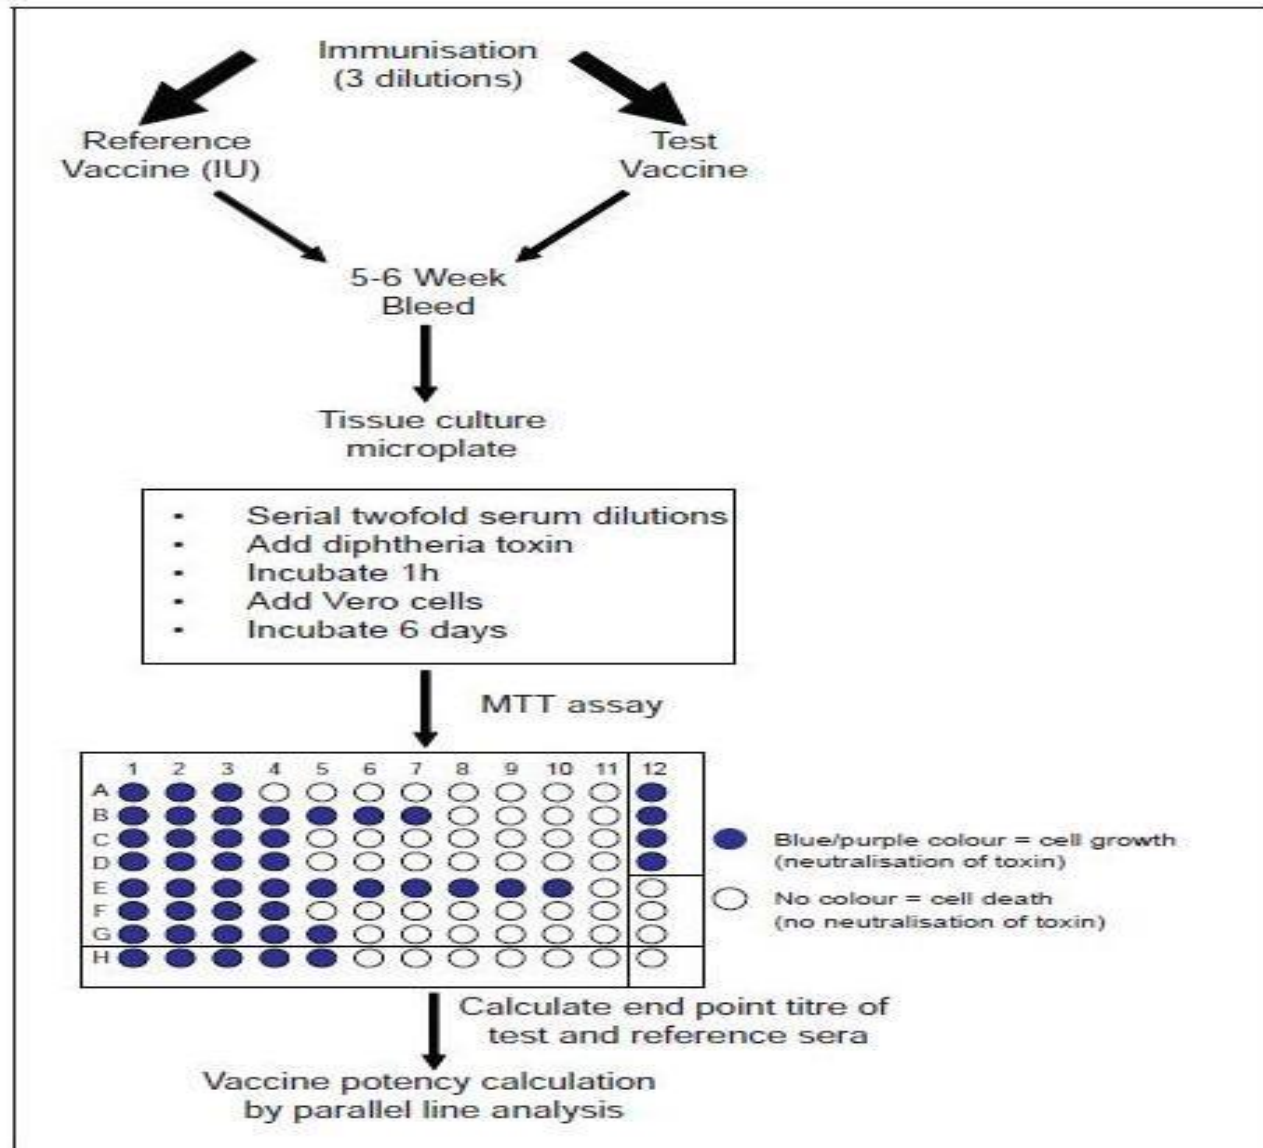 Immunisation
(3 dilutions)
Reference
Vaccine (IU)
Test
Vaccine
5-6 Week
Bleed
Tissue culture
microplate
• Serial twofold serum dilutions
• Add diphtheria toxin
• Incubate 1h
• Add Vero cells
• Incubate 6 days
MTT assay
1 2 3 4 5 6 7 8 9 10 11 12
A
B
C
D
E
F
G
H
Blue/purple colour = cell growth
(neutralisation of toxin)
No colour = cell death
(no neutralisation of toxin)
Calculate end point titre of
test and reference sera
Vaccine potency calculation
by parallel line analysis